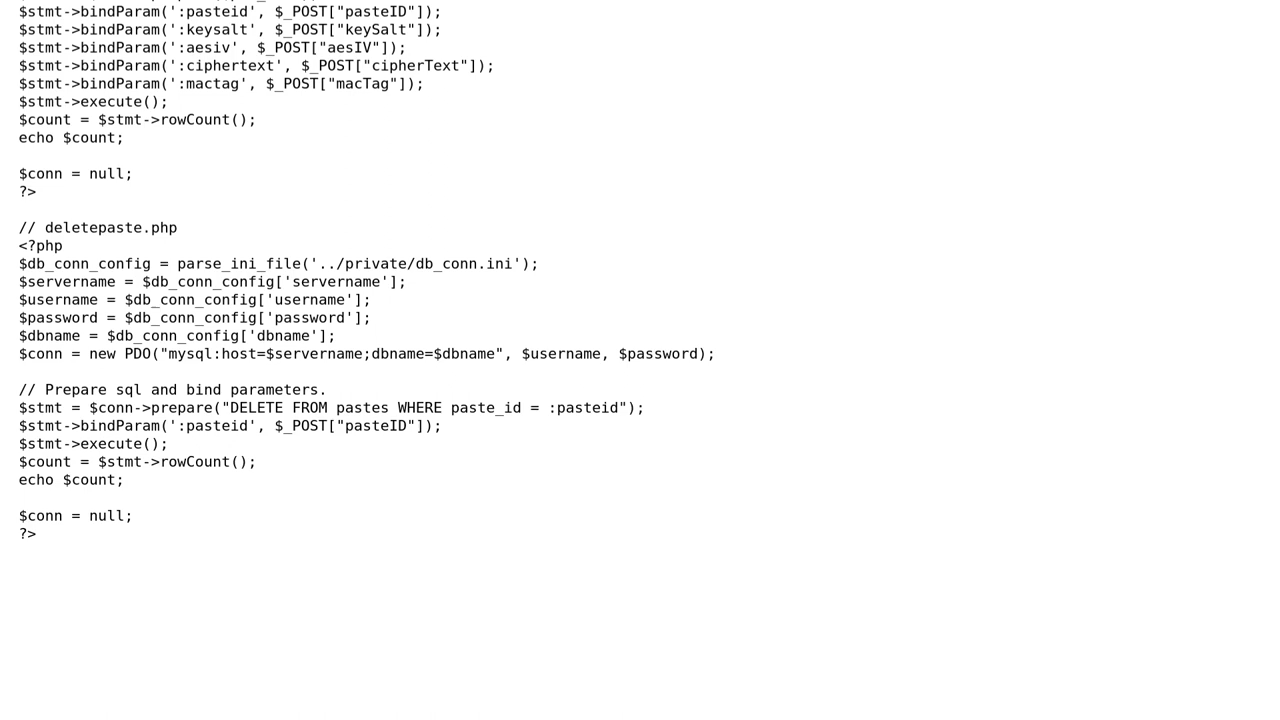 $stmt->bindParam(':pasteid', $_POST["pasteID"]);
$stmt->bindParam(':keysalt', $_POST["keySalt"]);
$stmt->bindParam(':aesiv', $_POST["aesIV"]);
$stmt->bindParam(':ciphertext', $_POST["cipherText"]);
$stmt->bindParam(':mactag', $_POST["macTag"]);
$stmt->execute();
$count = $stmt->rowCount();
echo $count;

$conn = null;
?>

// deletepaste.php
<?php
$db_conn_config = parse_ini_file('../private/db_conn.ini');
$servername = $db_conn_config['servername'];
$username = $db_conn_config['username'];
$password = $db_conn_config['password'];
$dbname = $db_conn_config['dbname'];
$conn = new PDO("mysql:host=$servername;dbname=$dbname", $username, $password);

// Prepare sql and bind parameters.
$stmt = $conn->prepare("DELETE FROM pastes WHERE paste_id = :pasteid");
$stmt->bindParam(':pasteid', $_POST["pasteID"]);
$stmt->execute();
$count = $stmt->rowCount();
echo $count;

$conn = null;
?>